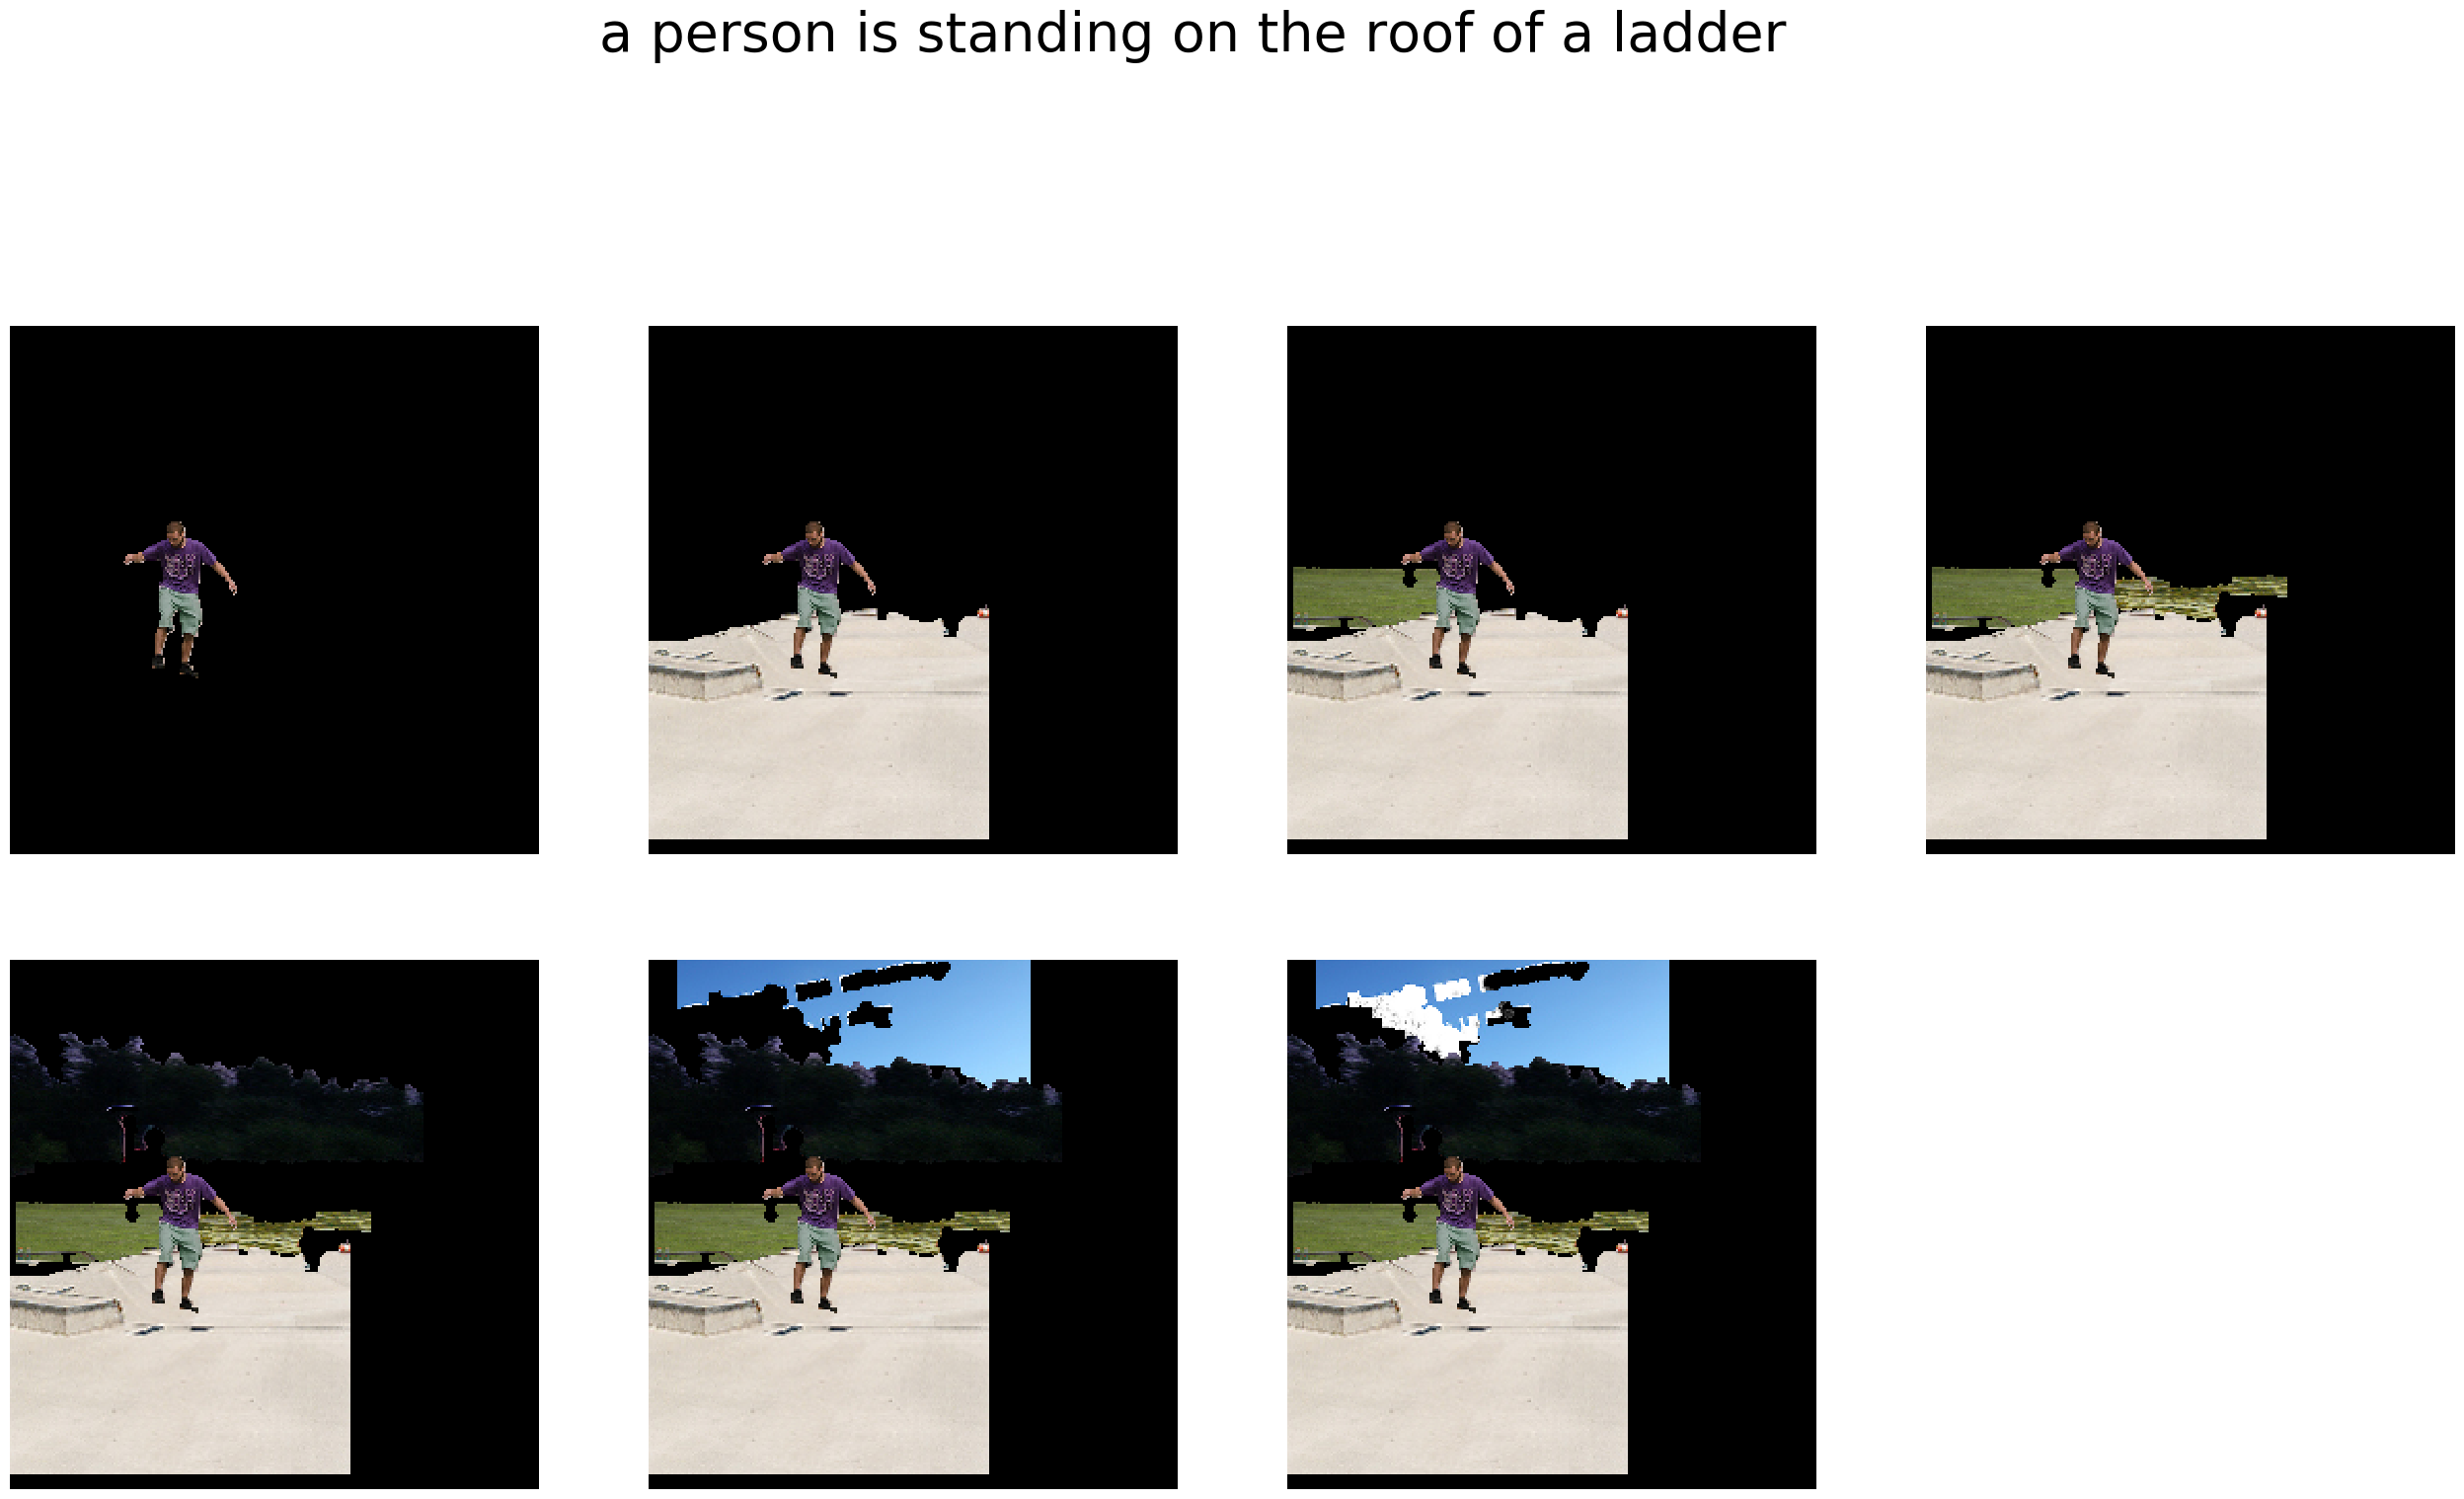 a person is standing on the roof of a ladder